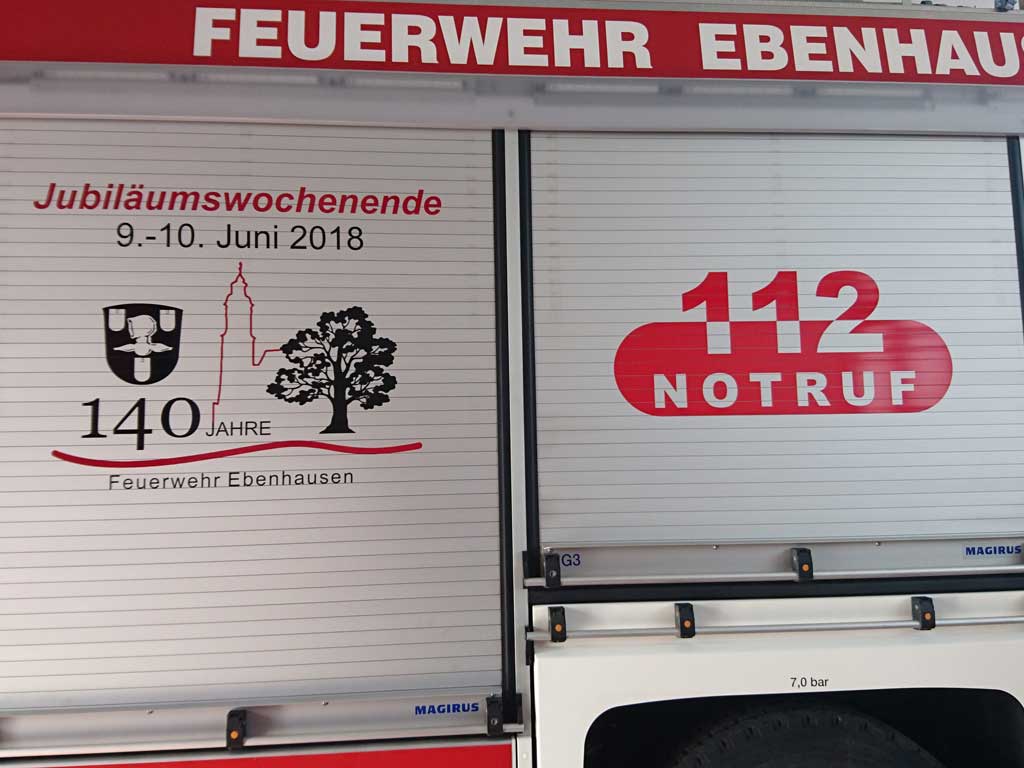 FEUERWEHR EBENHAUS
Jubiläumswochenende
9.-10. Juni 2018
140 JAHRE
Feuerwehr Ebenhausen
112
NOTRUF
G3
MAGIRUS
MAGIRUS
7,0 bar